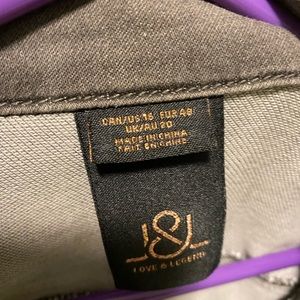 CAN/US 16 EUR 48
UK/AU 20
MADE IN CHINA
FAIT EN CHINE
L&L
LOVE & LEGEND